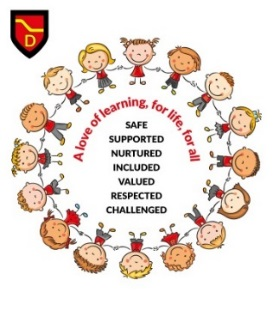 D
A love of learning, for life, for all
SAFE
SUPPORTED
NURTURED
INCLUDED
VALUED
RESPECTED
CHALLENGED